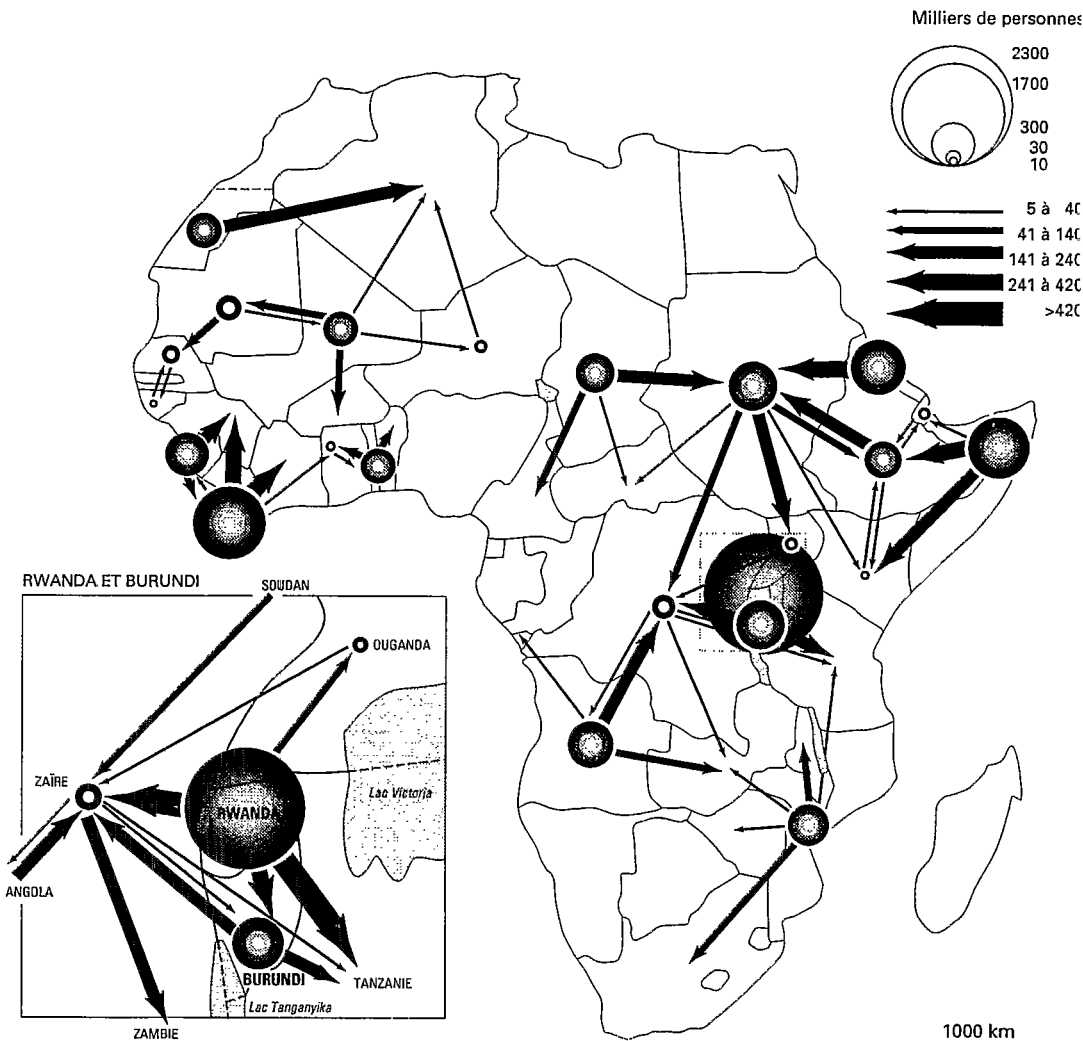 Milliers de personnes
2300
1700
300
30
10
5 à 40
41 à 140
141 à 240
241 à 420
>420
RWANDA ET BURUNDI
SOUDAN
OUGANDA
ZAÏRE
Lac Victoria
RWANDA
ANGOLA
BURUNDI
TANZANIE
Lac Tanganyika
ZAMBIE
1000 km